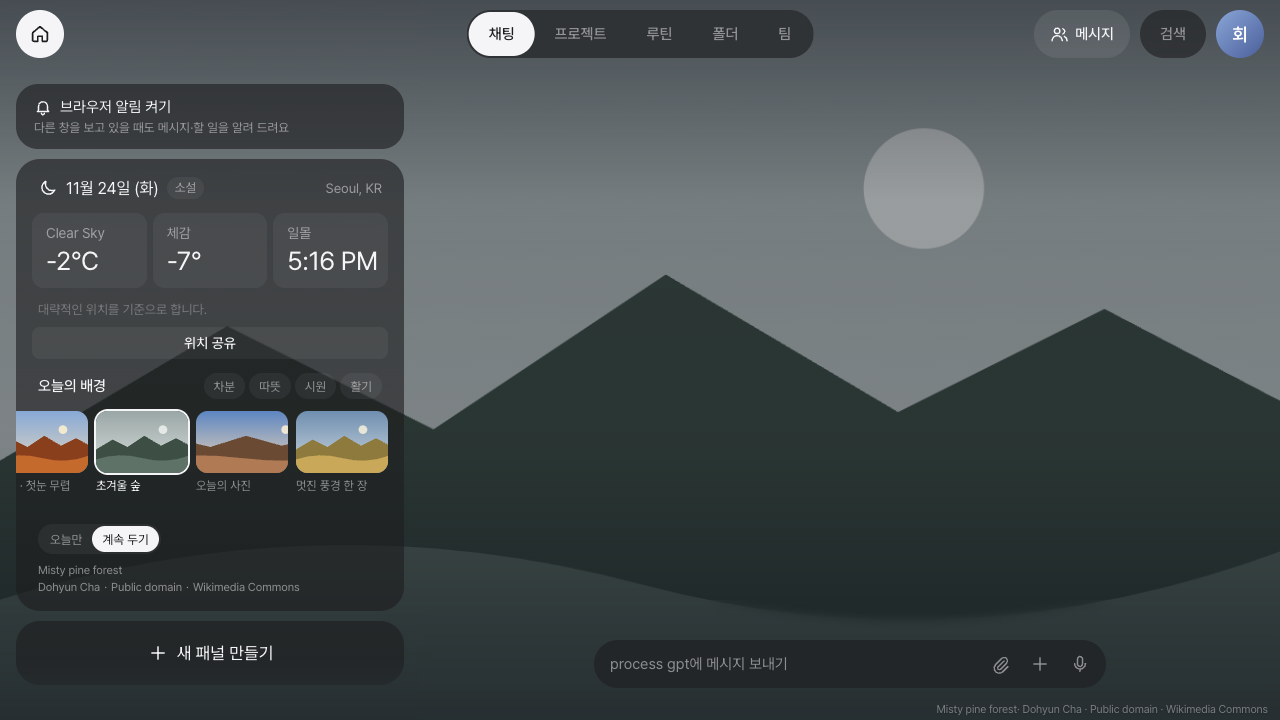 채팅
프로젝트
루틴
폴더
팀
메시지
검색
회
브라우저 알림 켜기
다른 창을 보고 있을 때도 메시지·할 일을 알려 드려요
11월 24일 (화)
소설
Seoul, KR
Clear Sky
-2°C
체감
-7°
일몰
5:16 PM
대략적인 위치를 기준으로 합니다.
위치 공유
오늘의 배경
차분
따뜻
시원
활기
· 첫눈 무렵
초겨울 숲
오늘의 사진
멋진 풍경 한 장
오늘만
계속 두기
Misty pine forest
Dohyun Cha · Public domain · Wikimedia Commons
새 패널 만들기
process gpt에 메시지 보내기
Misty pine forest· Dohyun Cha · Public domain · Wikimedia Commons